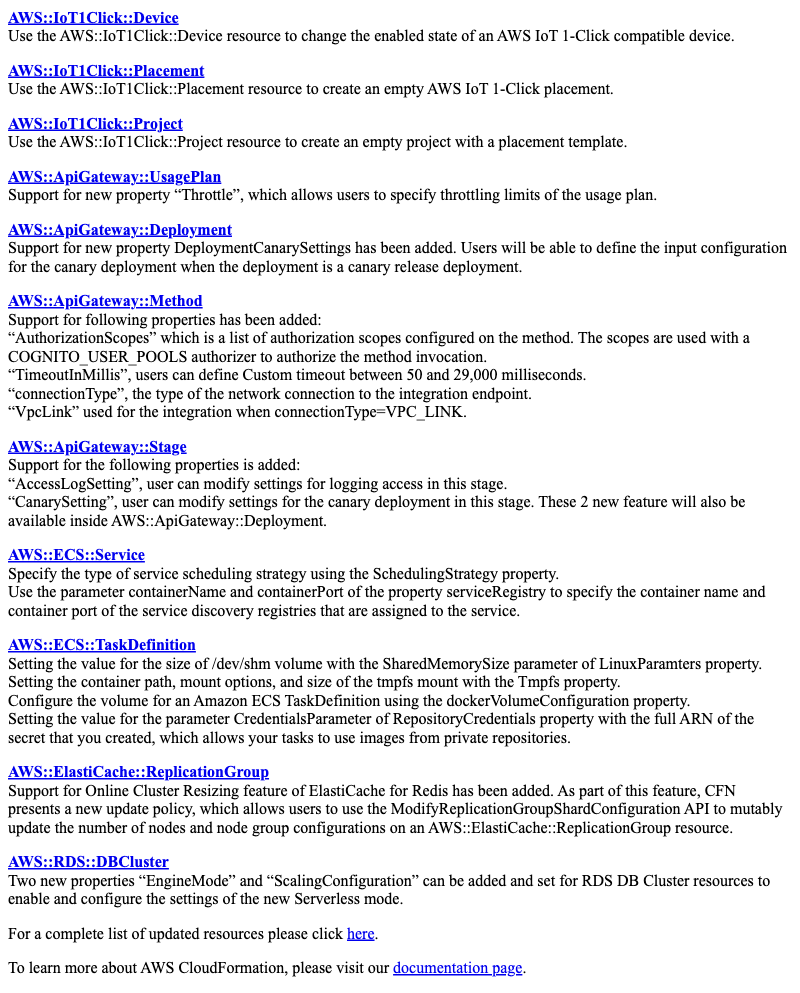 AWS::IoT1Click::Device
Use the AWS::IoT1Click::Device resource to change the enabled state of an AWS IoT 1-Click compatible device.
AWS::IoT1Click::Placement
Use the AWS::IoT1Click::Placement resource to create an empty AWS IoT 1-Click placement.
AWS::IoT1Click::Project
Use the AWS::IoT1Click::Project resource to create an empty project with a placement template.
AWS::ApiGateway::UsagePlan
Support for new property “Throttle”, which allows users to specify throttling limits of the usage plan.
AWS::ApiGateway::Deployment
Support for new property DeploymentCanarySettings has been added. Users will be able to define the input configuration
for the canary deployment when the deployment is a canary release deployment.
AWS::ApiGateway::Method
Support for following properties has been added:
“AuthorizationScopes” which is a list of authorization scopes configured on the method. The scopes are used with a
COGNITO_USER_POOLS authorizer to authorize the method invocation.
“TimeoutInMillis”, users can define Custom timeout between 50 and 29,000 milliseconds.
“connectionType”, the type of the network connection to the integration endpoint.
“VpcLink” used for the integration when connectionType=VPC_LINK.
AWS::ApiGateway::Stage
Support for the following properties is added:
“AccessLogSetting”, user can modify settings for logging access in this stage.
“CanarySetting”, user can modify settings for the canary deployment in this stage. These 2 new feature will also be
available inside AWS::ApiGateway::Deployment.
AWS::ECS::Service
Specify the type of service scheduling strategy using the SchedulingStrategy property.
Use the parameter containerName and containerPort of the property serviceRegistry to specify the container name and
container port of the service discovery registries that are assigned to the service.
AWS::ECS::TaskDefinition
Setting the value for the size of /dev/shm volume with the SharedMemorySize parameter of LinuxParamters property.
Setting the container path, mount options, and size of the tmpfs mount with the Tmpfs property.
Configure the volume for an Amazon ECS TaskDefinition using the dockerVolumeConfiguration property.
Setting the value for the parameter CredentialsParameter of RepositoryCredentials property with the full ARN of the
secret that you created, which allows your tasks to use images from private repositories.
AWS::ElastiCache::ReplicationGroup
Support for Online Cluster Resizing feature of ElastiCache for Redis has been added. As part of this feature, CFN
presents a new update policy, which allows users to use the ModifyReplicationGroupShardConfiguration API to mutably
update the number of nodes and node group configurations on an AWS::ElastiCache::ReplicationGroup resource.
AWS::RDS::DBCluster
Two new properties “EngineMode” and “ScalingConfiguration” can be added and set for RDS DB Cluster resources to
enable and configure the settings of the new Serverless mode.
For a complete list of updated resources please click here.
To learn more about AWS CloudFormation, please visit our documentation page.